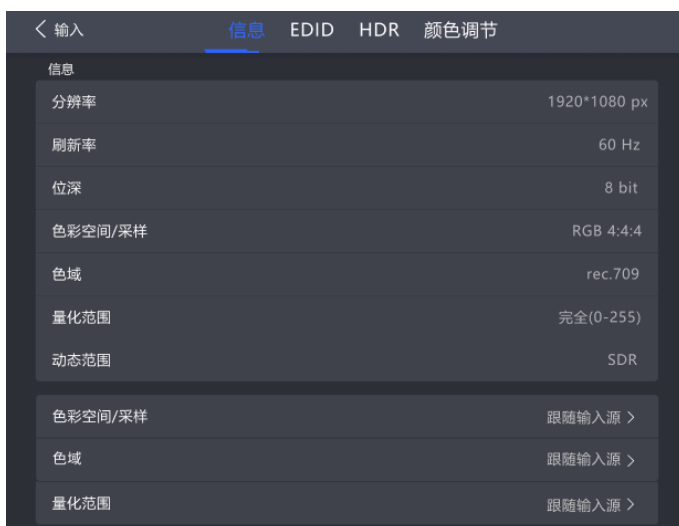 < 输入 信息 EDID HDR 颜色调节
信息
分辨率 1920*1080 px
刷新率 60 Hz
位深 8 bit
色彩空间/采样 RGB 4:4:4
色域 rec.709
量化范围 完全(0-255)
动态范围 SDR
色彩空间/采样 跟随输入源 >
色域 跟随输入源 >
量化范围 跟随输入源 >